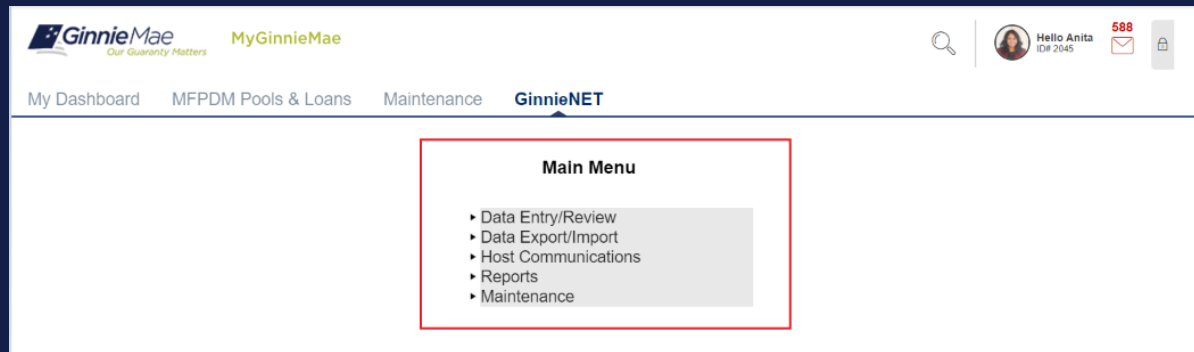 GinnieMae
Our Guaranty Matters
MyGinnieMae
Hello Anita
ID# 2045
588
My Dashboard MFPDM Pools & Loans Maintenance GinnieNET
Main Menu
Data Entry/Review
Data Export/Import
Host Communications
Reports
Maintenance